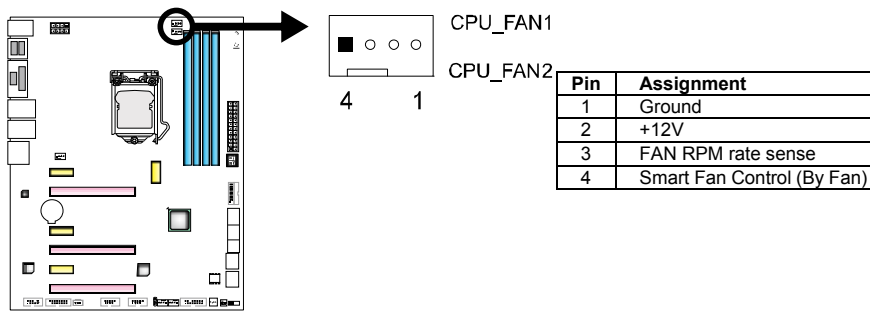 CPU_FAN1
CPU_FAN2
4 1
Pin Assignment
1 Ground
2 +12V
3 FAN RPM rate sense
4 Smart Fan Control (By Fan)